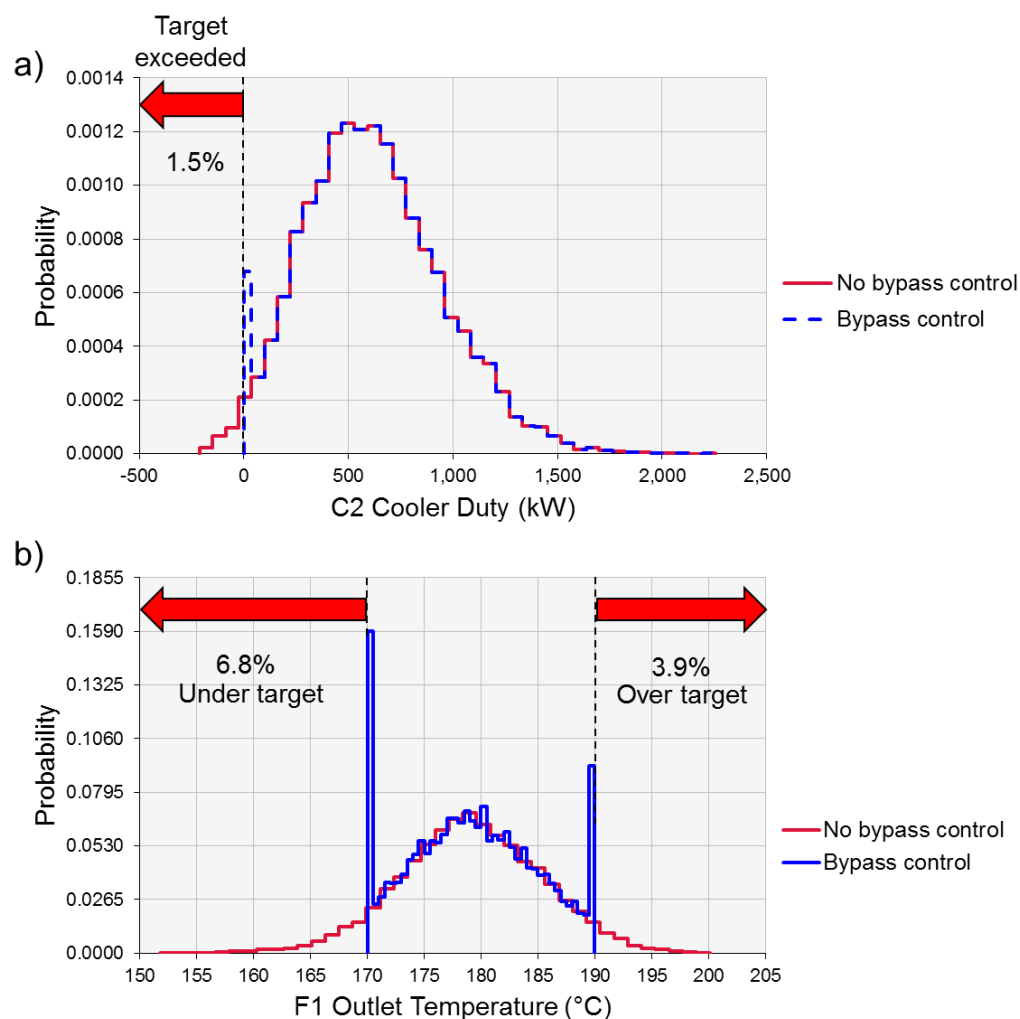 Target
exceeded
a)
0.0014
0.0012
0.0010
0.0008
0.0006
0.0004
0.0002
0.0000
Probability
1.5%
-500 0 500 1,000 1,500 2,000 2,500
C2 Cooler Duty (kW)
No bypass control
Bypass control
b)
0.1855
0.1590
0.1325
0.1060
0.0795
0.0530
0.0265
0.0000
Probability
6.8%
Under target
3.9%
Over target
150 155 160 165 170 175 180 185 190 195 200 205
F1 Outlet Temperature (°C)
No bypass control
Bypass control